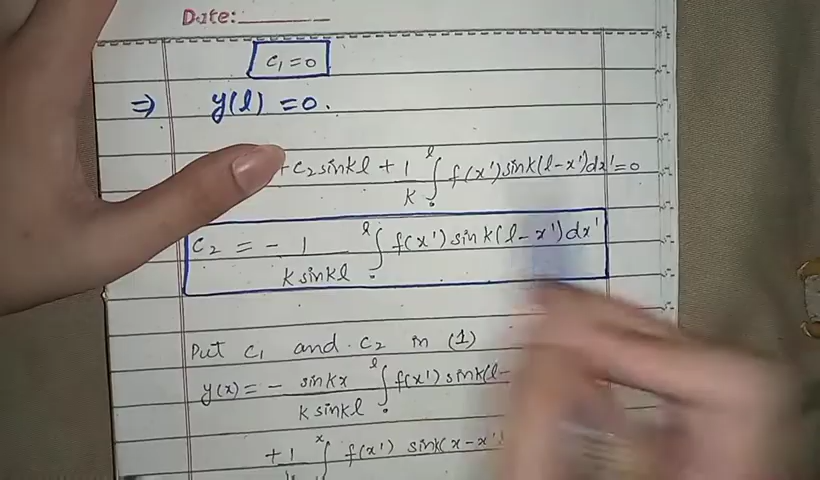 Date:
c₁ = 0
⇒ y(l) = 0.
+ c₂ sinkl + 1/k ∫₀ˡ f(x') sink(l-x')dx' = 0
c₂ = - 1/(k sinkl) ∫₀ˡ f(x') sink(l-x')dx'
Put c₁ and c₂ in (1)
y(x) = - sinkx/(k sinkl) ∫₀ˡ f(x') sink(l-
+ 1/k ∫ˣ f(x') sink(x-x'